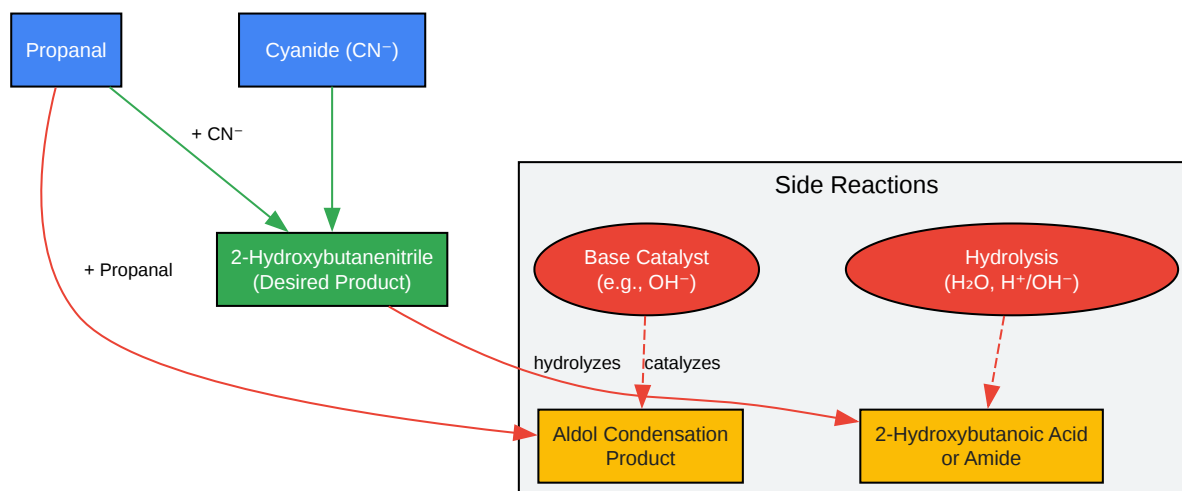 Propanal
Cyanide (CN⁻)
+ CN⁻
Side Reactions
2-Hydroxybutanenitrile
(Desired Product)
Base Catalyst
(e.g., OH⁻)
Hydrolysis
(H₂O, H⁺/OH⁻)
+ Propanal
hydrolyzes
catalyzes
Aldol Condensation
Product
2-Hydroxybutanoic Acid
or Amide